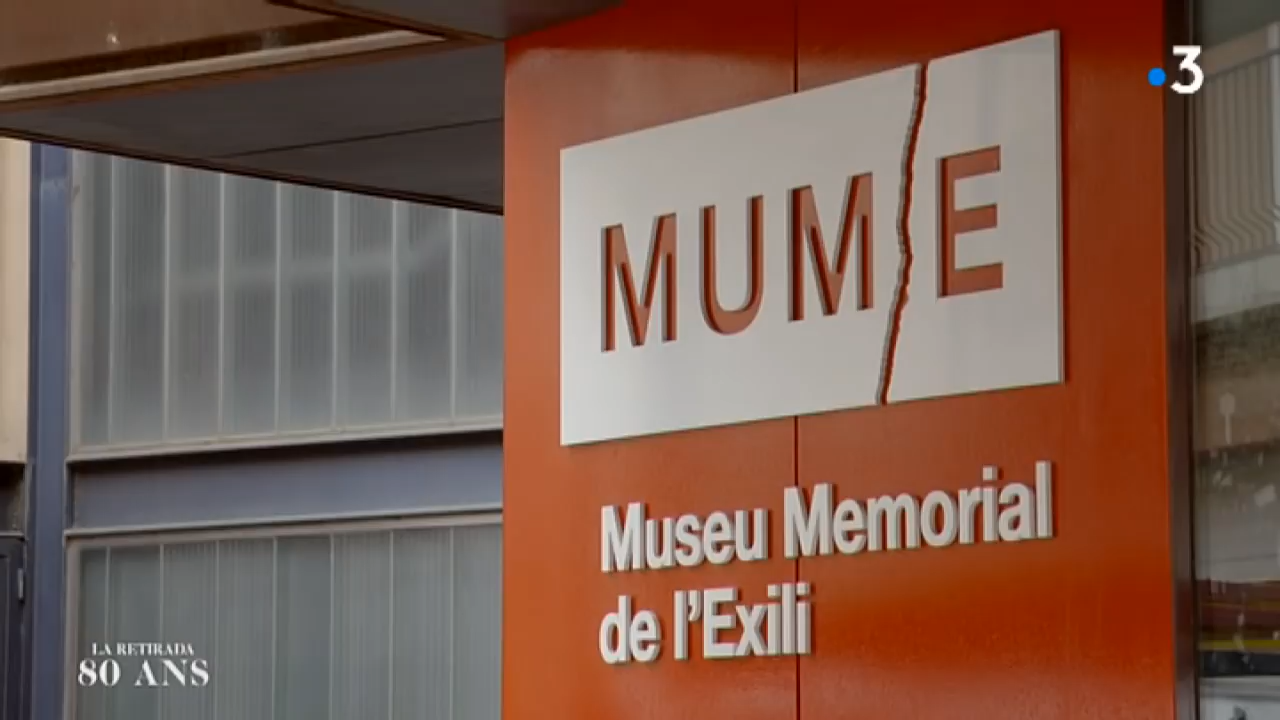 3
MUME
Museu Memorial
de l'Exili
LA RETIRADA
80 ANS